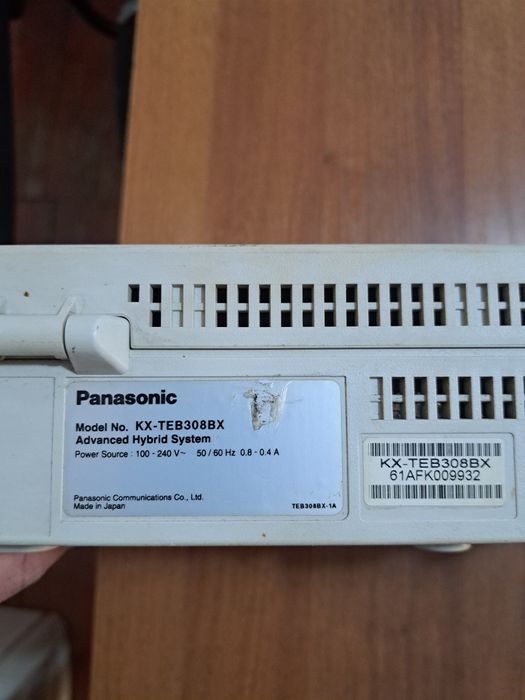 Panasonic
Model No. KX-TEB308BX
Advanced Hybrid System
Power Source : 100 - 240 V~ 50 / 60 Hz 0.8 - 0.4 A
Panasonic Communications Co., Ltd.
Made in Japan
TEB308BX-1A
KX-TEB308BX
61AFK009932